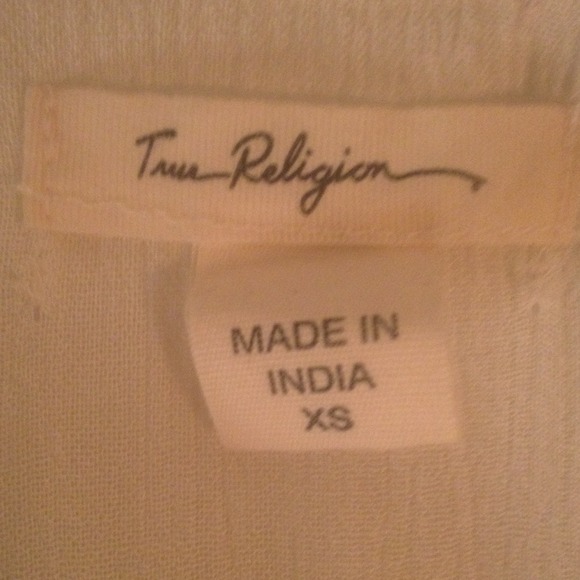 True Religion
MADE IN
INDIA
XS